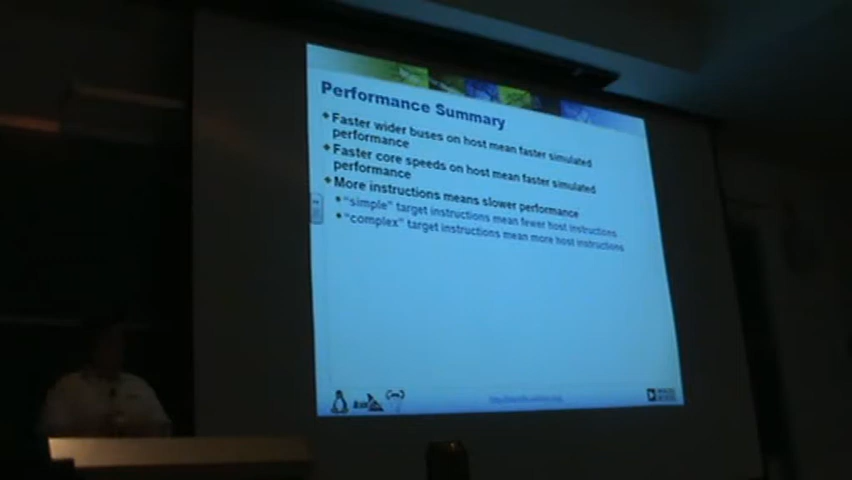 Performance Summary
Faster wider buses on host mean faster simulated
performance
Faster core speeds on host mean faster simulated
performance
More instructions means slower performance
"simple" target instructions mean fewer host instructions
"complex" target instructions mean more host instructions